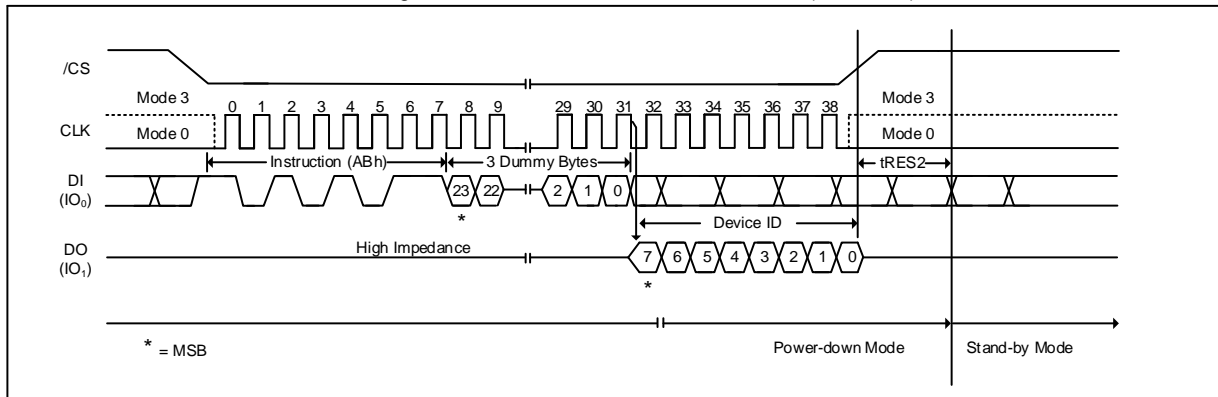 /CS
Mode 3
0 1 2 3 4 5 6 7 8 9 29 30 31 32 33 34 35 36 37 38
Mode 3
CLK
Mode 0
Mode 0
Instruction (ABh)
3 Dummy Bytes
tRES2
DI
(IO₀)
23 22 2 1 0
*
Device ID
DO
(IO₁)
High Impedance
7 6 5 4 3 2 1 0
*
* = MSB
Power-down Mode
Stand-by Mode